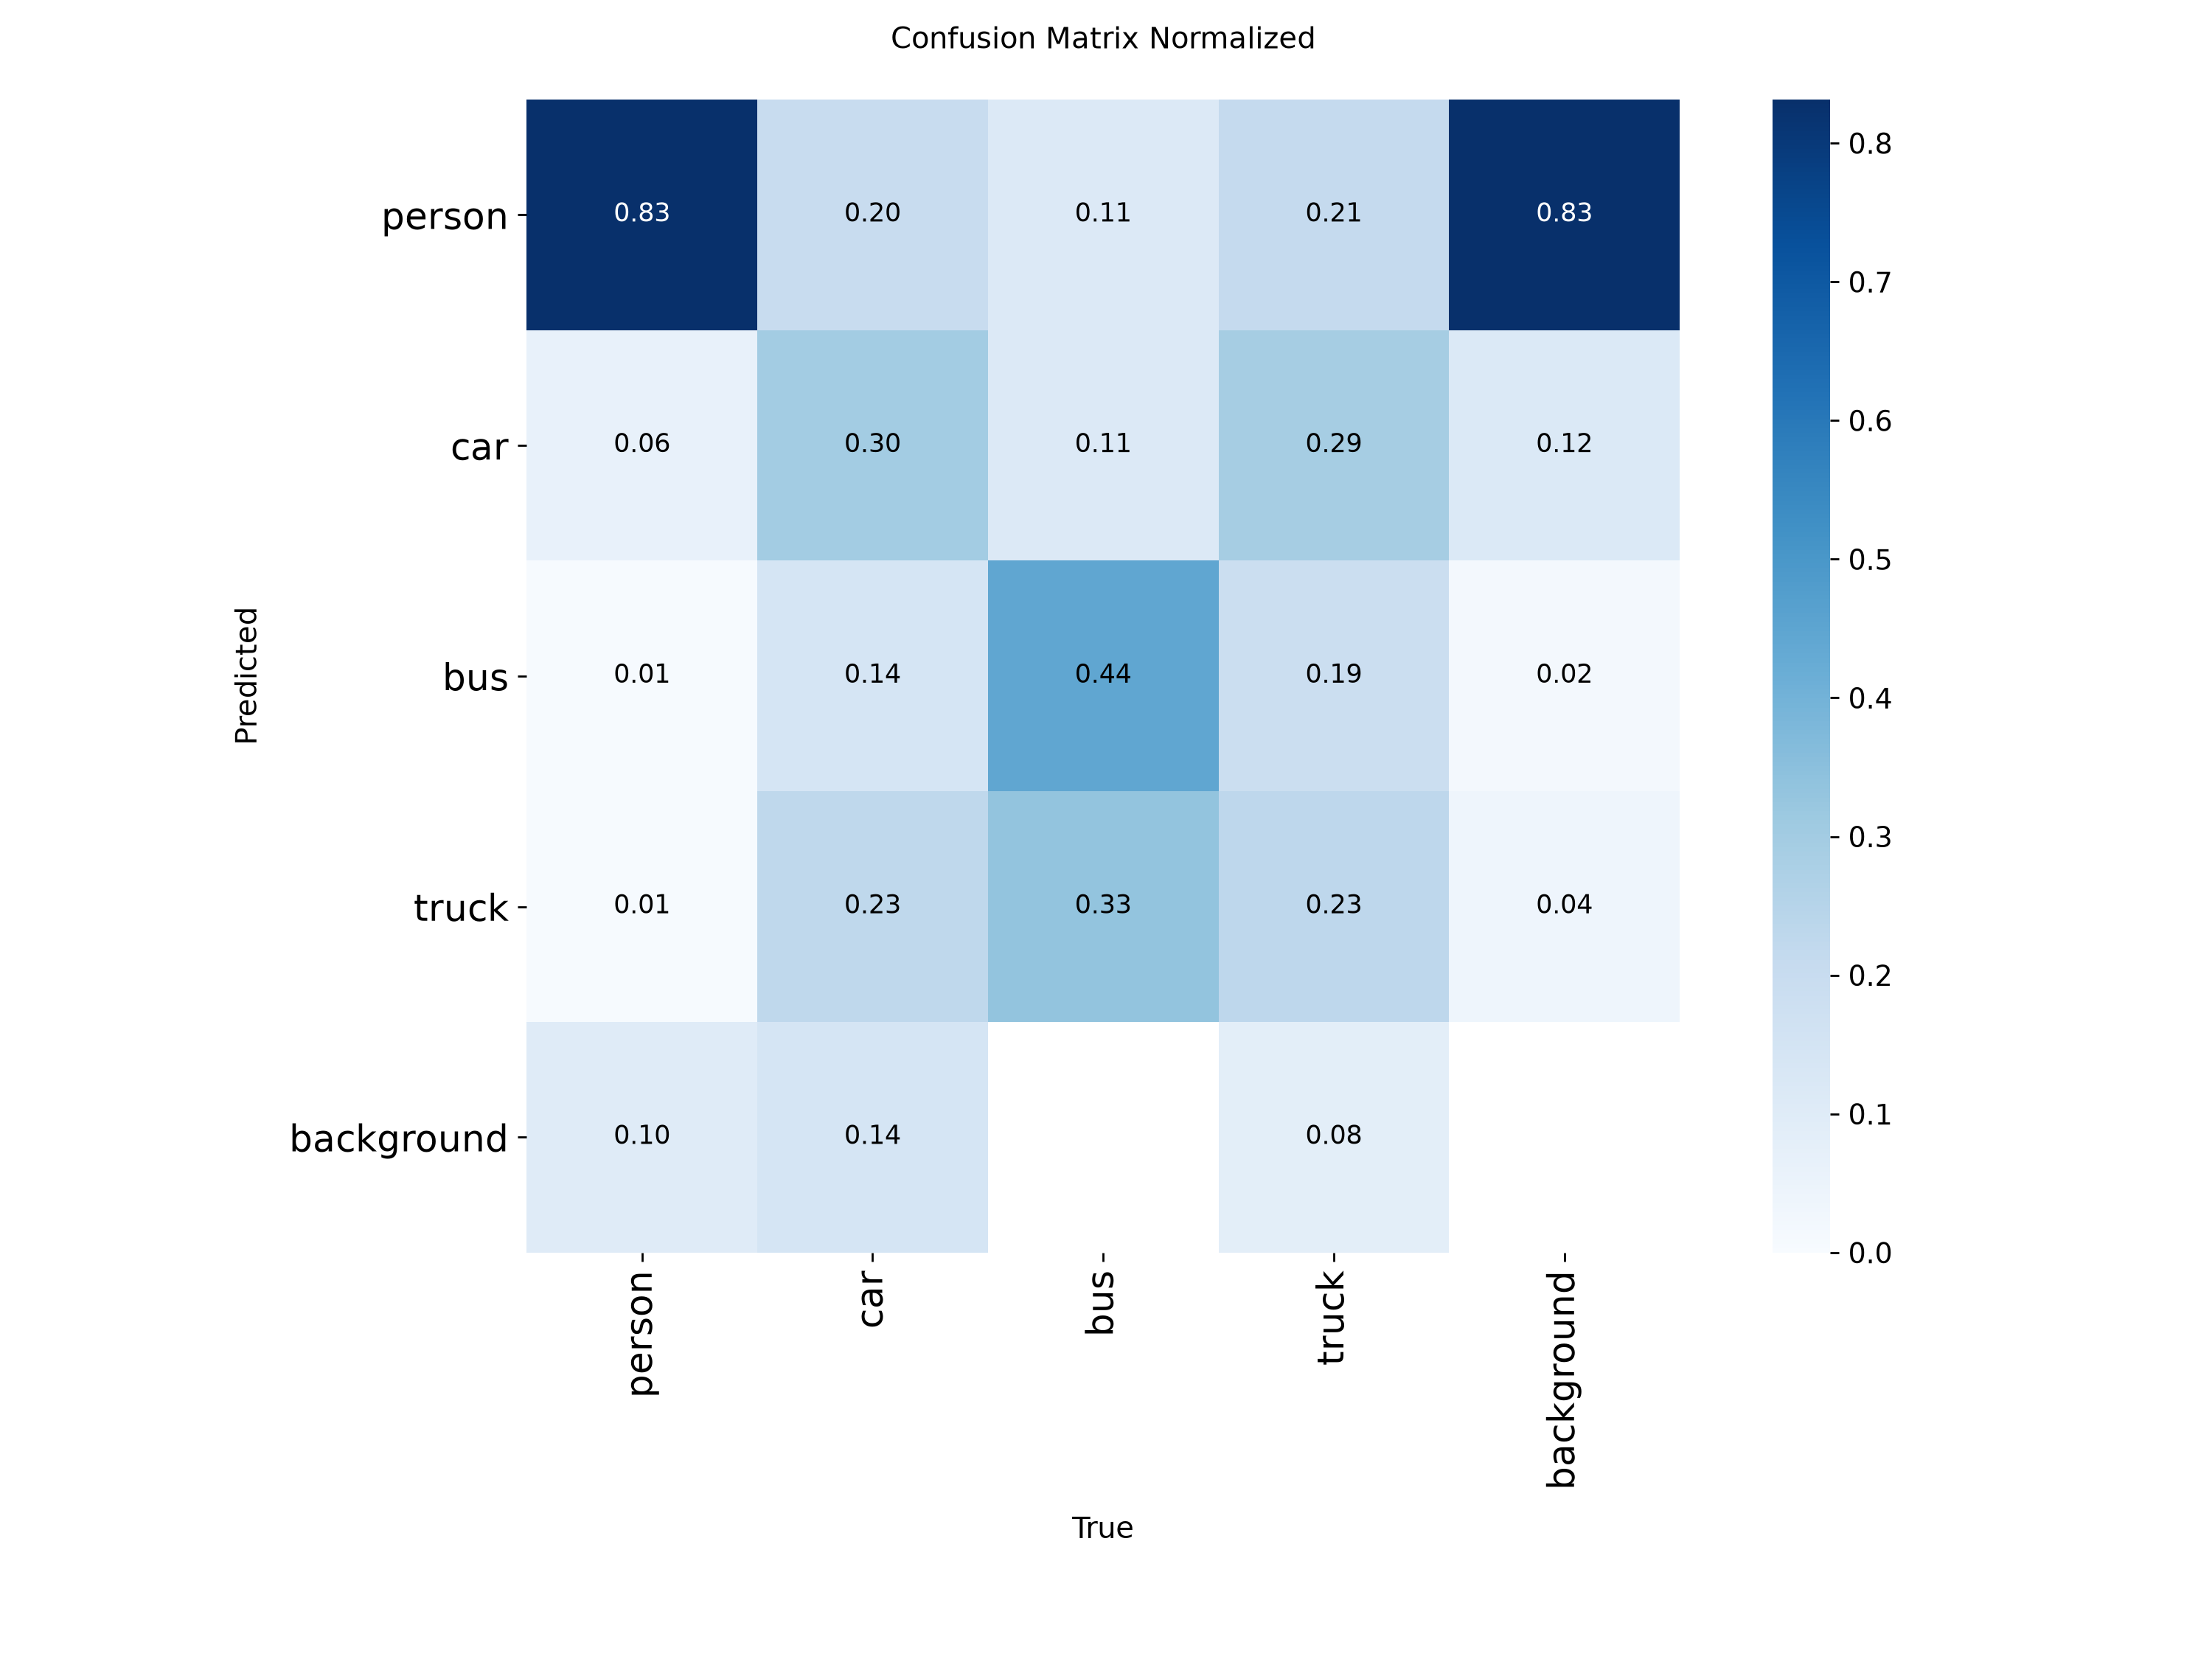 Confusion Matrix Normalized
person 0.83 0.20 0.11 0.21 0.83
car 0.06 0.30 0.11 0.29 0.12
bus 0.01 0.14 0.44 0.19 0.02
truck 0.01 0.23 0.33 0.23 0.04
background 0.10 0.14 0.08
person car bus truck background
Predicted
True
0.8
0.7
0.6
0.5
0.4
0.3
0.2
0.1
0.0